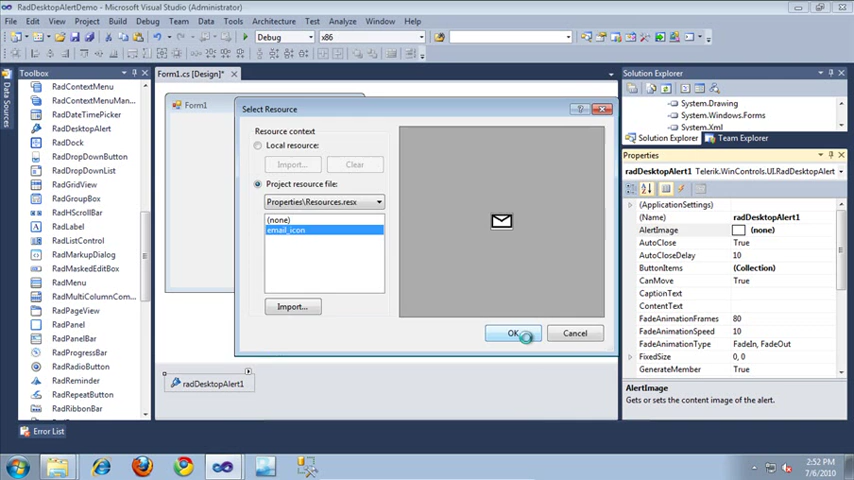 RadDesktopAlertDemo - Microsoft Visual Studio (Administrator)
File Edit View Project Build Debug Team Data Tools Architecture Test Analyze Window Help
Debug x86
Toolbox
Form1.cs [Design]*
Solution Explorer
Data Sources
RadContextMenu
RadContextMenuMan...
RadDateTimePicker
RadDesktopAlert
RadDock
RadDropDownButton
RadDropDownList
RadGridView
RadGroupBox
RadHScrollBar
RadLabel
RadListControl
RadMarkupDialog
RadMaskedEditBox
RadMenu
RadMultiColumnCom...
RadPageView
RadPanel
RadPanelBar
RadProgressBar
RadRadioButton
RadReminder
RadRepeatButton
RadRibbonBar
Form1
Select Resource
Resource context
Local resource:
Import... Clear
Project resource file:
Properties\Resources.resx
(none)
email_icon
Import...
OK Cancel
radDesktopAlert1
System.Drawing
System.Windows.Forms
System.Xml
Solution Explorer Team Explorer
Properties
radDesktopAlert1 Telerik.WinControls.UI.RadDesktopAlert
(ApplicationSettings)
(Name) radDesktopAlert1
AlertImage (none)
AutoClose True
AutoCloseDelay 10
ButtonItems (Collection)
CanMove True
CaptionText
ContentText
FadeAnimationFrames 80
FadeAnimationSpeed 10
FadeAnimationType FadeIn, FadeOut
FixedSize 0, 0
GenerateMember True
AlertImage
Gets or sets the content image of the alert.
Error List
2:52 PM
7/6/2010